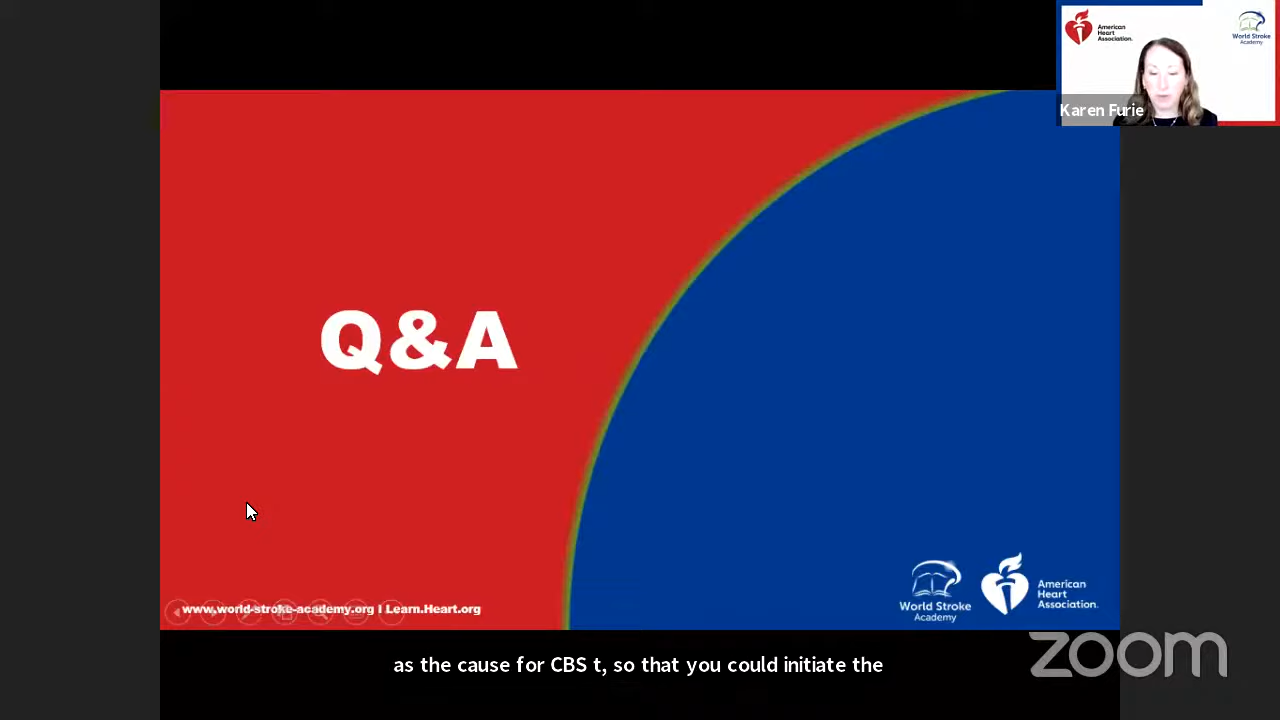 American
Heart
Association.
World Stroke
Academy
Karen Furie
Q&A
www.world-stroke-academy.org I Learn.Heart.org
World Stroke
Academy
American
Heart
Association.
as the cause for CBS t, so that you could initiate the
zoom